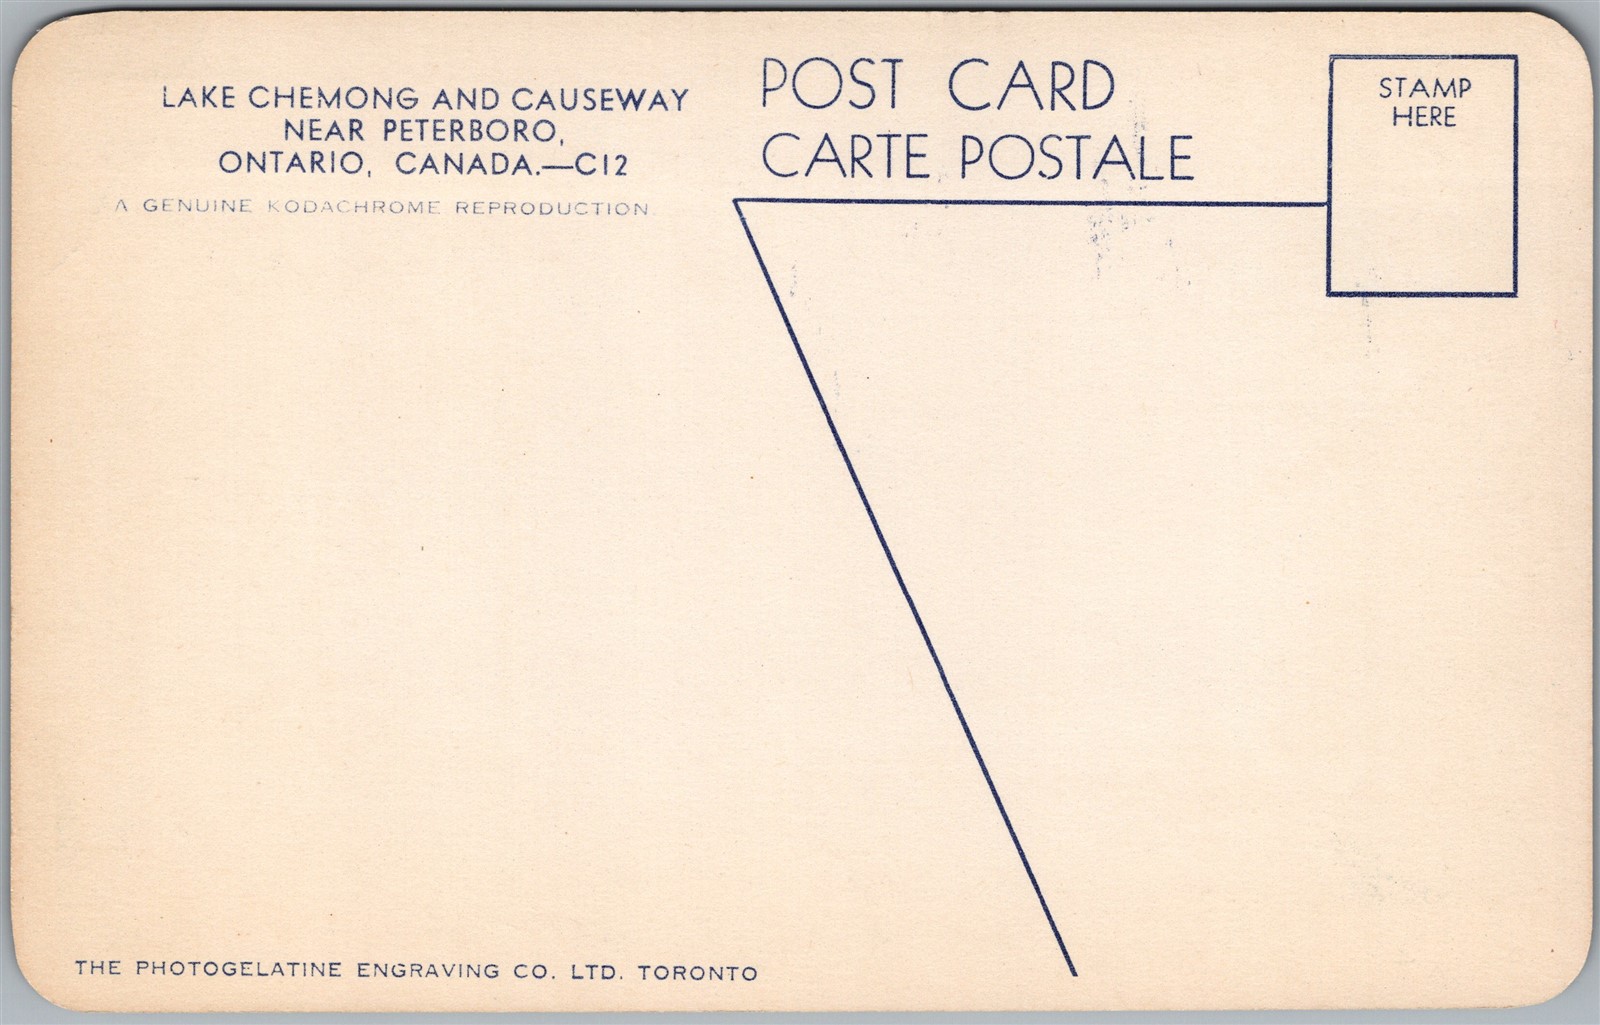 LAKE CHEMONG AND CAUSEWAY
NEAR PETERBORO,
ONTARIO, CANADA.—C12
A GENUINE KODACHROME REPRODUCTION
POST CARD
CARTE POSTALE
STAMP
HERE
THE PHOTOGELATINE ENGRAVING CO. LTD. TORONTO